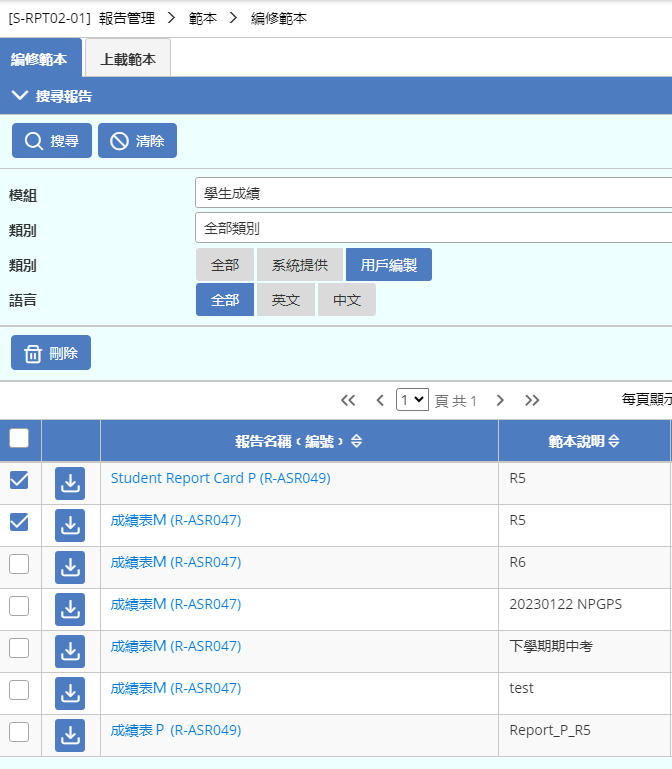 [S-RPT02-01] 報告管理 > 範本 > 編修範本
編修範本 上載範本
搜尋報告
搜尋 清除
模組 學生成績
類別 全部類別
類別 全部 系統提供 用戶編製
語言 全部 英文 中文
刪除
1 頁 共 1 每頁顯示
報告名稱 (編號) 範本說明
Student Report Card P (R-ASR049) R5
成績表M (R-ASR047) R5
成績表M (R-ASR047) R6
成績表M (R-ASR047) 20230122 NPGPS
成績表M (R-ASR047) 下學期期中考
成績表M (R-ASR047) test
成績表P (R-ASR049) Report_P_R5